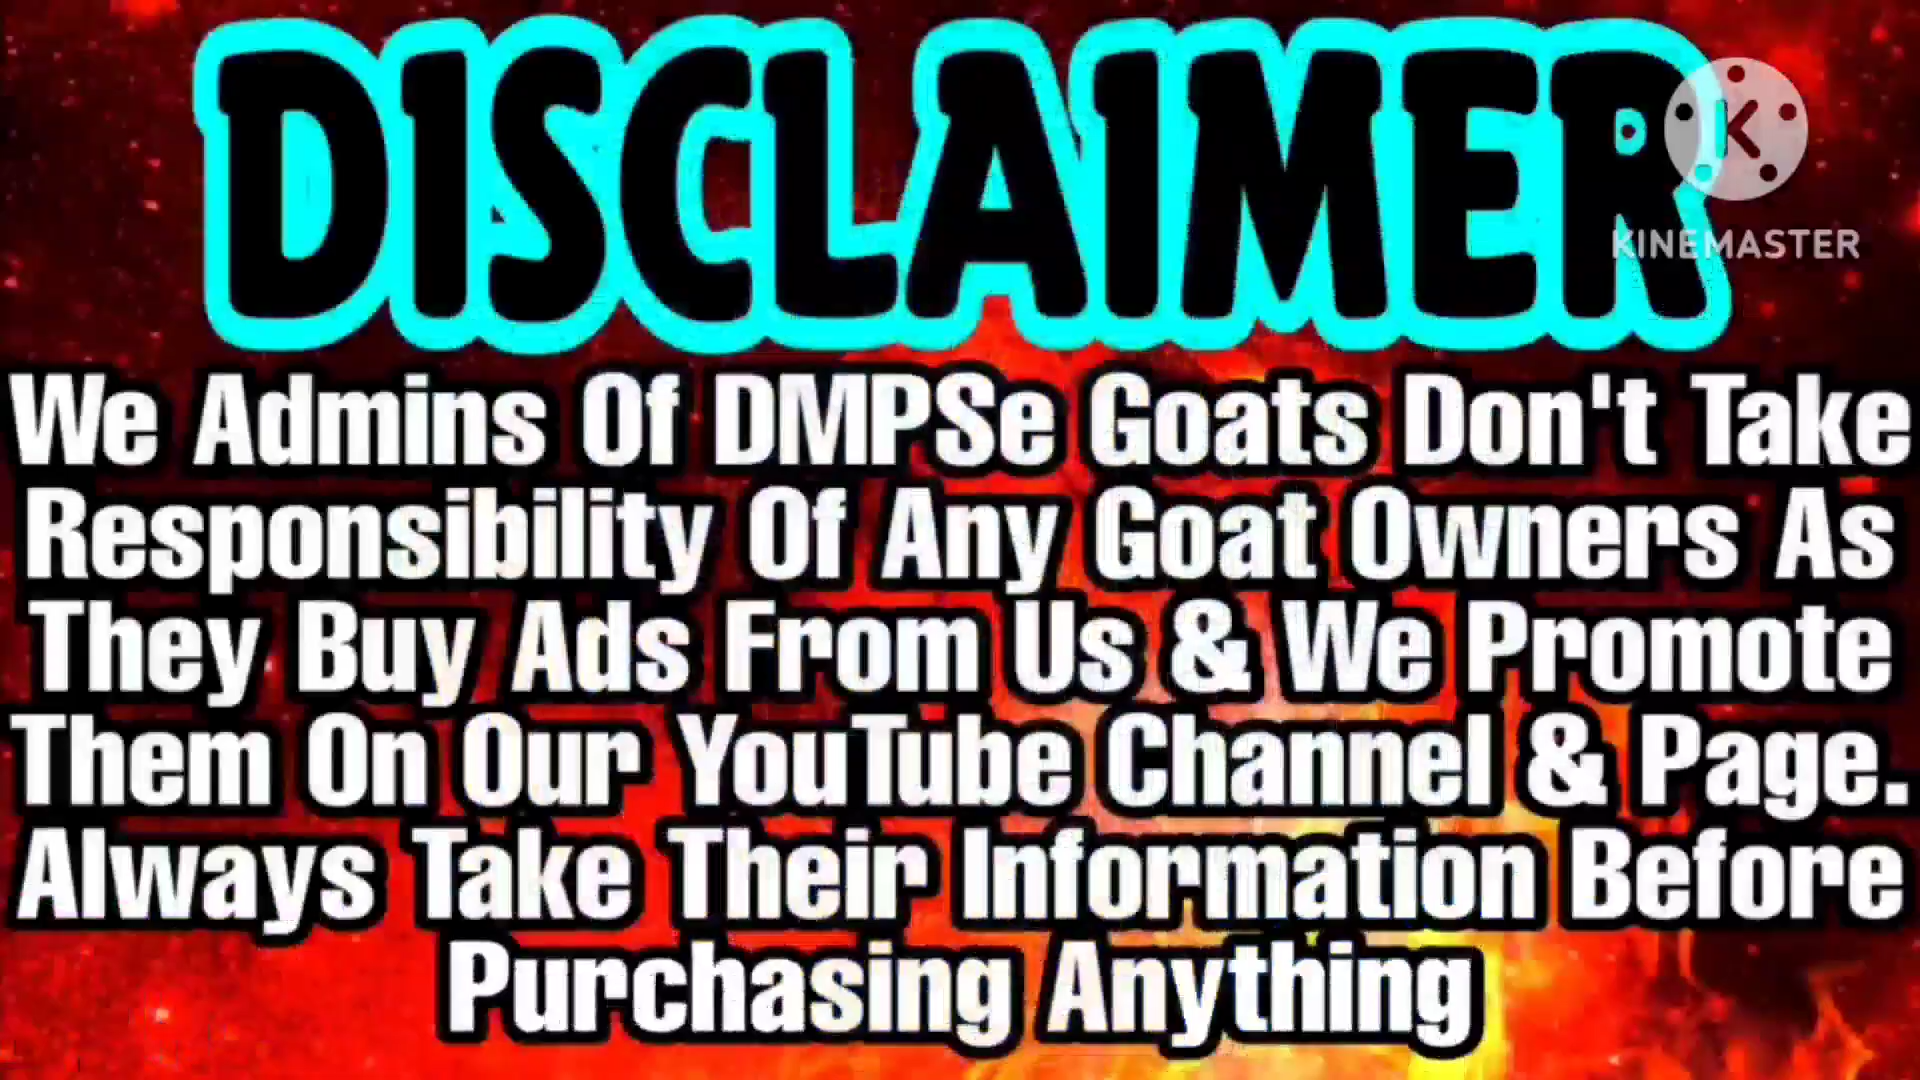 DISCLAIMER
KINEMASTER
We Admins Of DMPSe Goats Don't Take
Responsibility Of Any Goat Owners As
They Buy Ads From Us & We Promote
Them On Our YouTube Channel & Page.
Always Take Their Information Before
Purchasing Anything